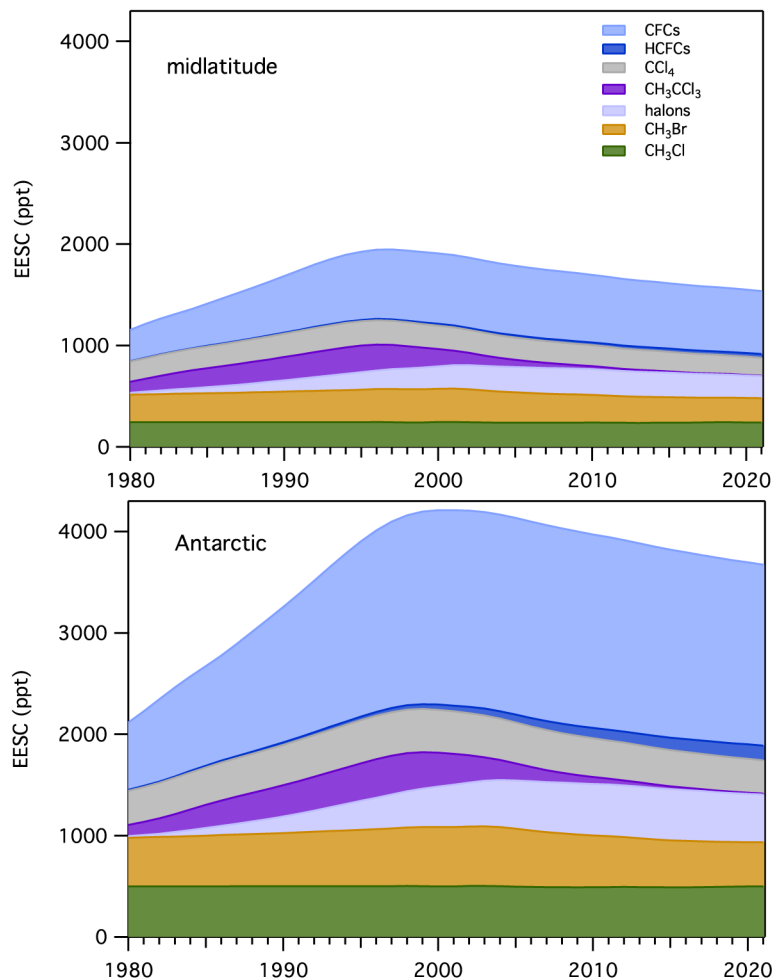 4000
3000
2000
1000
0
EESC (ppt)
midlatitude
CFCs
HCFCs
CCl₄
CH₃CCl₃
halons
CH₃Br
CH₃Cl
1980 1990 2000 2010 2020
4000
3000
2000
1000
0
EESC (ppt)
Antarctic
1980 1990 2000 2010 2020